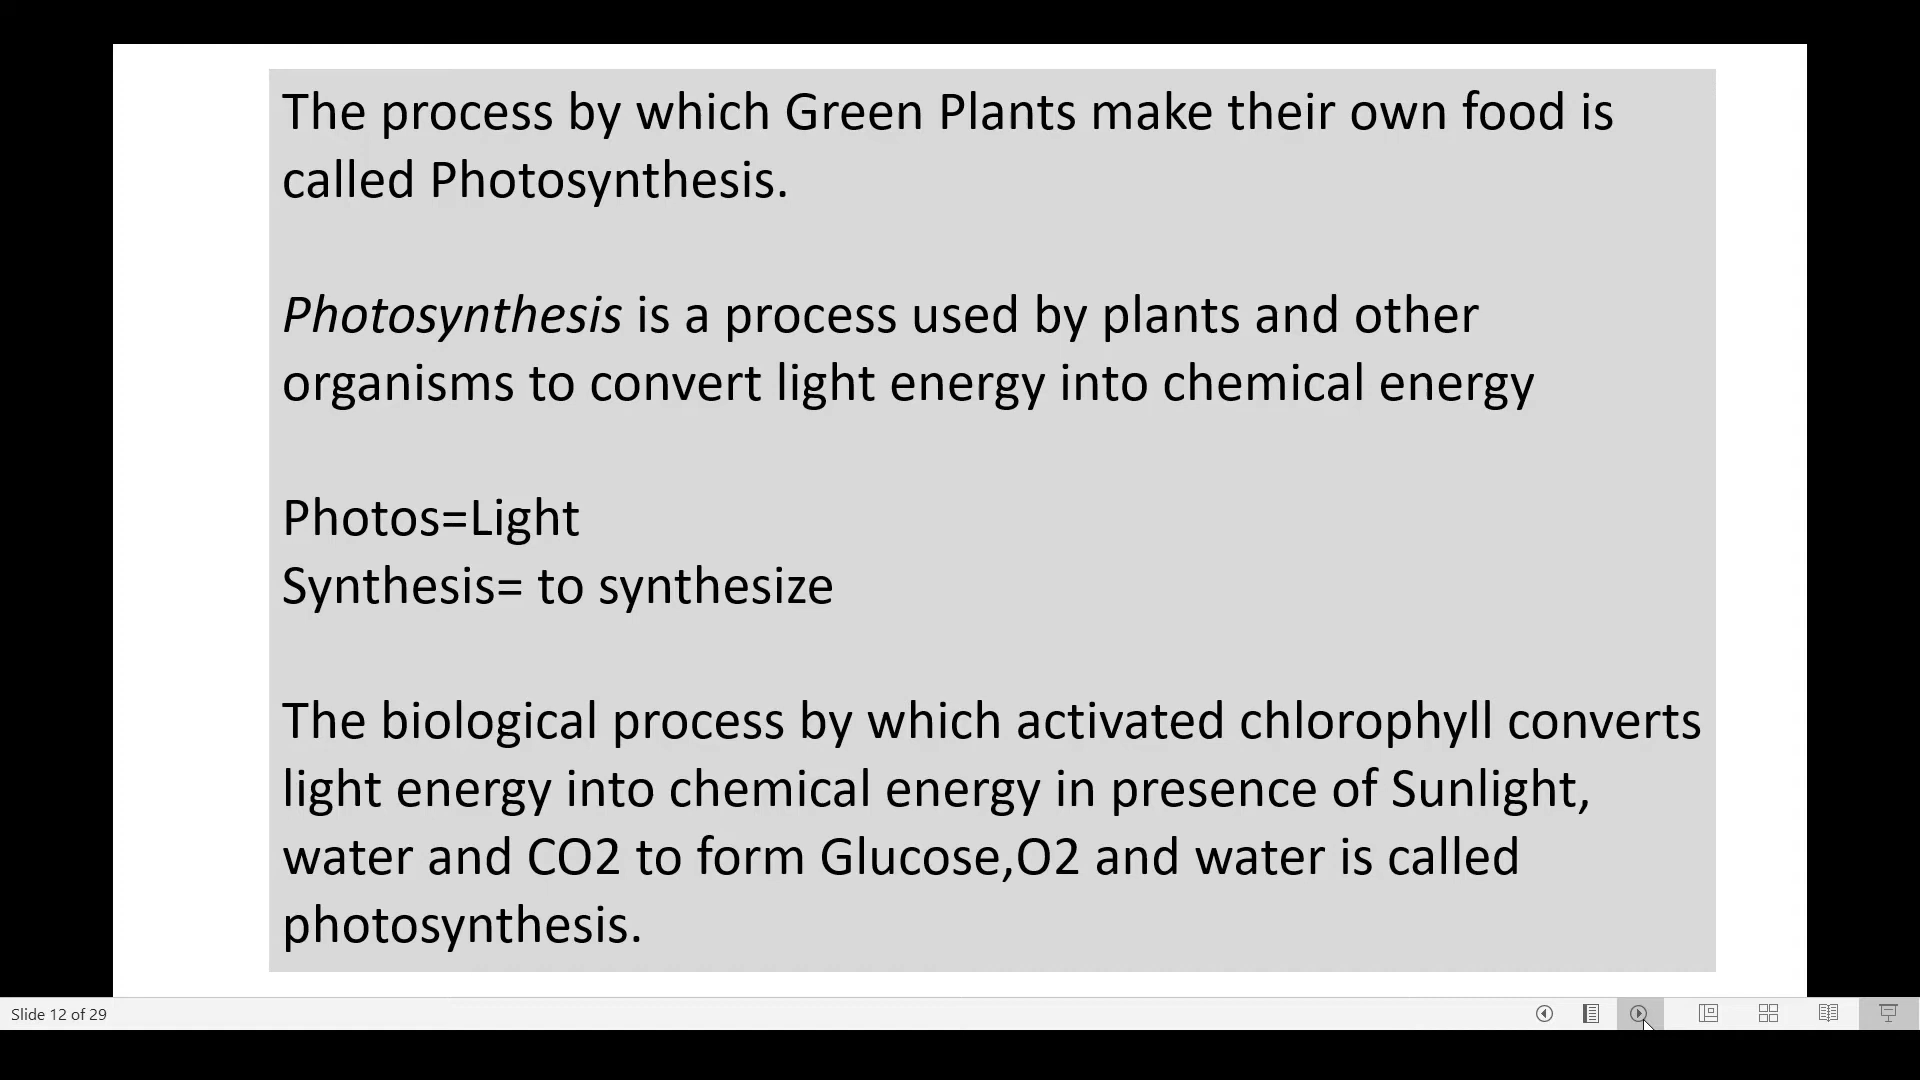 The process by which Green Plants make their own food is
called Photosynthesis.
Photosynthesis is a process used by plants and other
organisms to convert light energy into chemical energy
Photos=Light
Synthesis= to synthesize
The biological process by which activated chlorophyll converts
light energy into chemical energy in presence of Sunlight,
water and CO2 to form Glucose,O2 and water is called
photosynthesis.
Slide 12 of 29